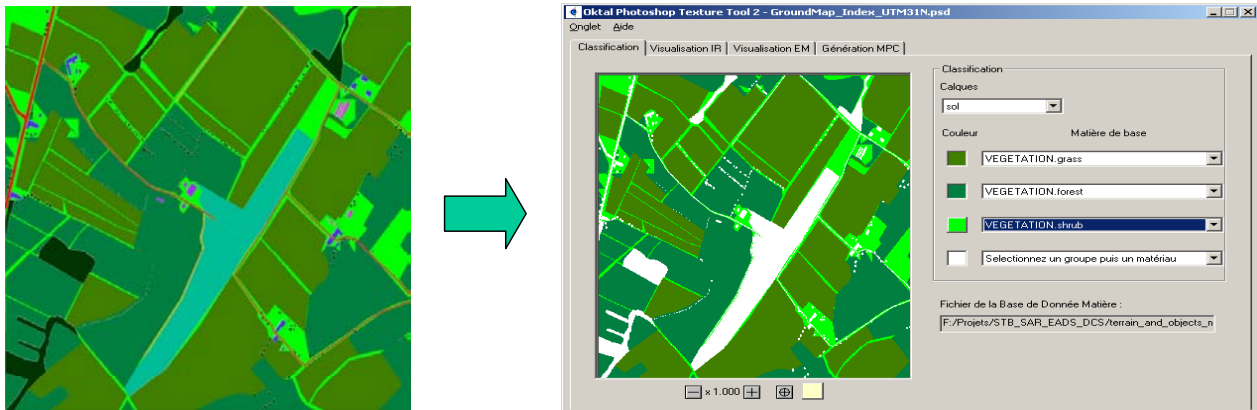 Oktal Photoshop Texture Tool 2 - GroundMap_Index_UTM31N.psd
Onglet Aide
Classification Visualisation IR Visualisation EM Génération MPC
Classification
Calques
sol
Couleur Matière de base
VEGETATION.grass
VEGETATION.forest
VEGETATION.shrub
Selectionnez un groupe puis un matériau
Fichier de la Base de Donnée Matière :
F:/Projets/STB_SAR_EADS_DCS/terrain_and_objects_n
x 1.000